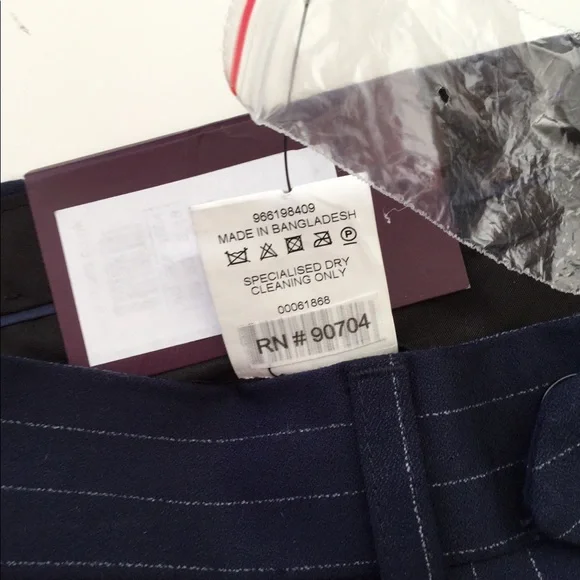 966198409
MADE IN BANGLADESH
SPECIALISED DRY
CLEANING ONLY
00061868
RN # 90704